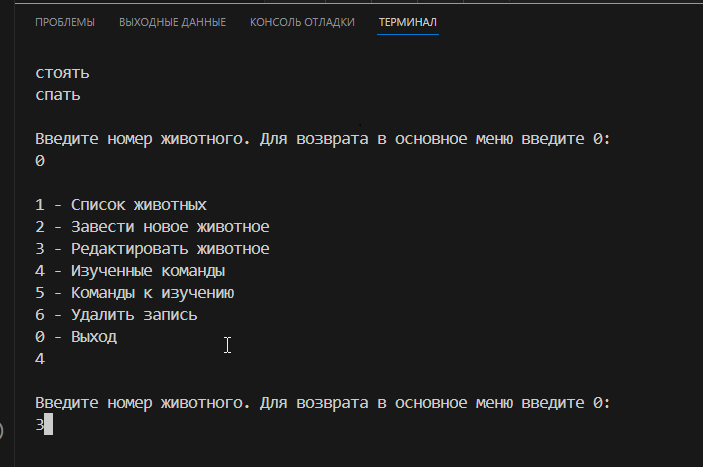 ПРОБЛЕМЫ ВЫХОДНЫЕ ДАННЫЕ КОНСОЛЬ ОТЛАДКИ ТЕРМИНАЛ
стоять
спать
Введите номер животного. Для возврата в основное меню введите 0:
0
1 - Список животных
2 - Завести новое животное
3 - Редактировать животное
4 - Изученные команды
5 - Команды к изучению
6 - Удалить запись
0 - Выход
4
Введите номер животного. Для возврата в основное меню введите 0:
3